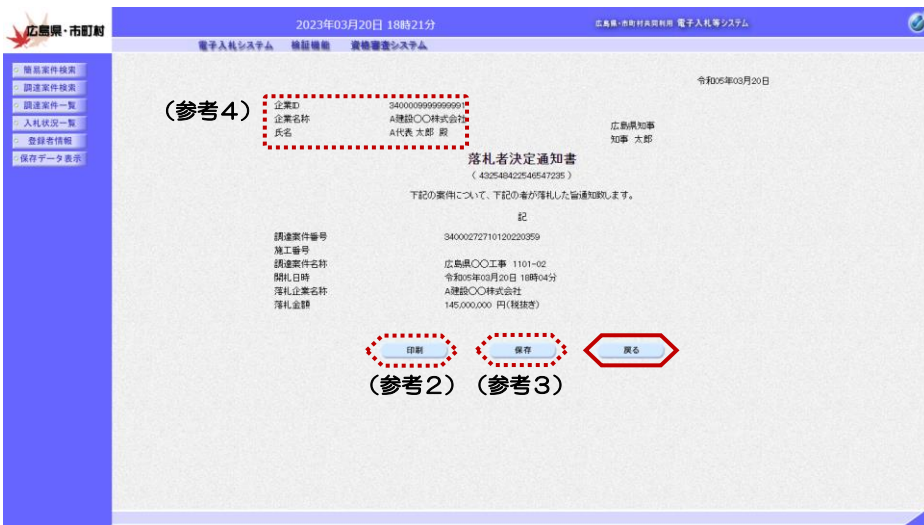 広島県・市町村
2023年03月20日 18時21分
広島県・市町村共同利用 電子入札等システム
電子入札システム 検証機能 資格審査システム
簡易案件検索
調達案件検索
調達案件一覧
入札状況一覧
登録者情報
保存データ表示
令和05年03月20日
(参考4)
企業ID 3400009999999991
企業名称 A建設〇〇株式会社
氏名 A代表 太郎 殿
広島県知事
知事 太郎
落札者決定通知書
( 432548422546547235 )
下記の案件について、下記の者が落札した旨通知致します。
記
調達案件番号 34000272710120220359
施工番号
調達案件名称 広島県〇〇工事 1101-02
開札日時 令和05年03月20日 18時04分
落札企業名称 A建設〇〇株式会社
落札金額 145,000,000 円(税抜き)
印刷 保存 戻る
(参考2) (参考3)